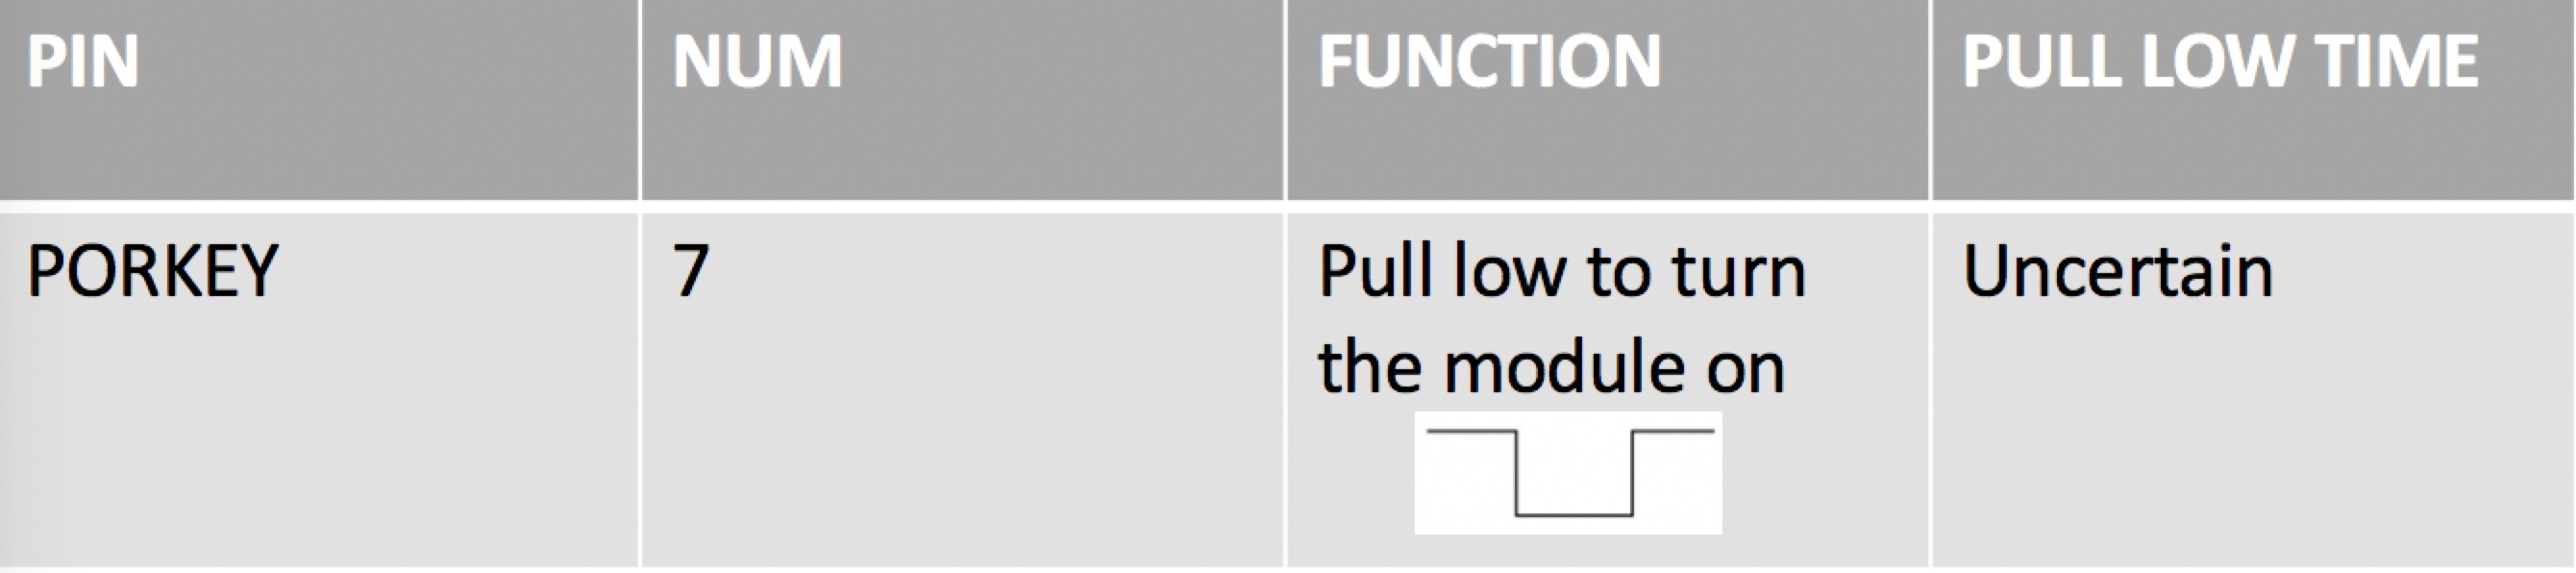 PIN NUM FUNCTION PULL LOW TIME
PORKEY 7 Pull low to turn Uncertain
the module on